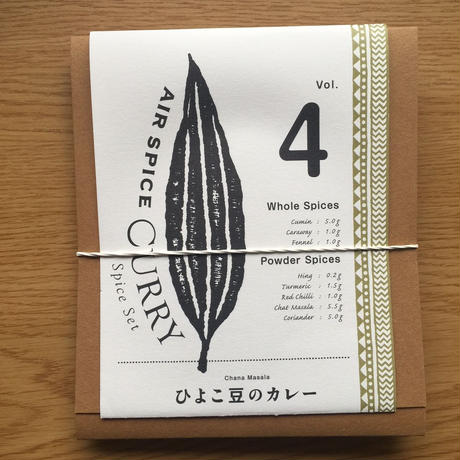 AIR SPICE
CURRY
Spice Set
Vol.
4
Whole Spices
Cumin : 5.0g
Caraway : 1.0g
Fennel : 1.0g
Powder Spices
Hing : 0.2g
Turmeric : 1.5g
Red Chilli : 1.0g
Chat Masala : 5.5g
Coriander : 5.0g
Chana Masala
ひよこ豆のカレー